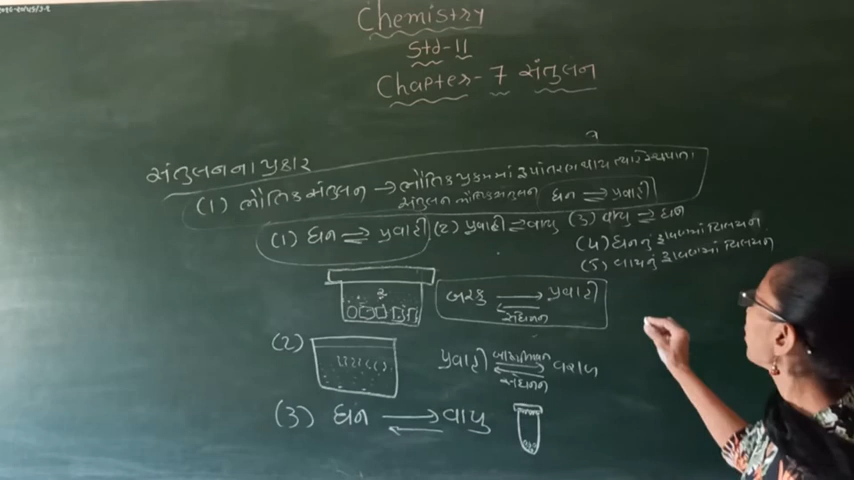 Chemistry
Std-11
Chapter-7 સંતુલન
સંતુલનના પ્રકાર
(1) ભૌતિક સંતુલન → ભૌતિક પ્રક્રમમાં રૂપાંતરણ થાય ત્યારે સ્થપાતા
સંતુલન ભૌતિકસંતુલન ઘન ⇌ પ્રવાહી
(1) ઘન ⇌ પ્રવાહી (2) પ્રવાહી ⇌ વાયુ (3) વાયુ ⇌ ઘન
(4) ઘનનું દ્રાવણમાં વિલયન
(5) વાયુનું દ્રાવણમાં વિલયન
બરફ ⇌ પ્રવાહી
સંઘનન
(2) પ્રવાહી ⇌ વરાળ
સંઘનન
(3) ઘન ⇌ વાયુ